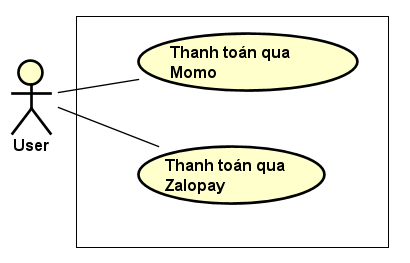 Thanh toán qua
Momo
User
Thanh toán qua
Zalopay